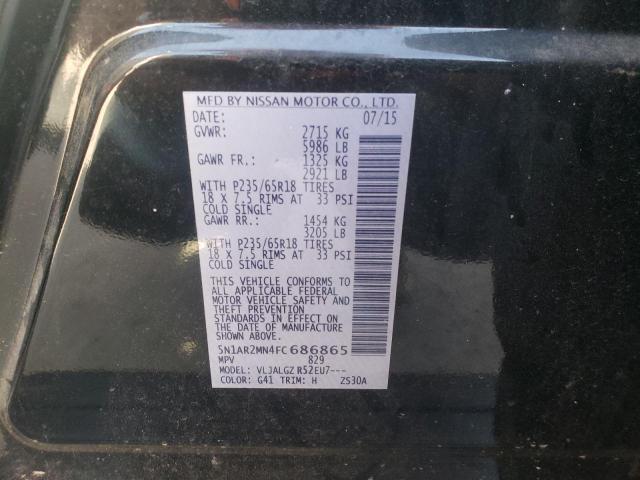 MFD BY NISSAN MOTOR CO., LTD.
DATE: 07/15
GVWR: 2715 KG
5986 LB
GAWR FR.: 1325 KG
2921 LB
WITH P235/65R18 TIRES
18 X 7.5 RIMS AT 33 PSI
COLD SINGLE
GAWR RR.: 1454 KG
3205 LB
WITH P235/65R18 TIRES
18 X 7.5 RIMS AT 33 PSI
COLD SINGLE
THIS VEHICLE CONFORMS TO
ALL APPLICABLE FEDERAL
MOTOR VEHICLE SAFETY AND
THEFT PREVENTION
STANDARDS IN EFFECT ON
THE DATE OF MANUFACTURE
SHOWN ABOVE.
5N1AR2MN4FC686865
MPV 829
MODEL: VLJALGZ R52EU7---
COLOR: G41 TRIM: H ZS30A